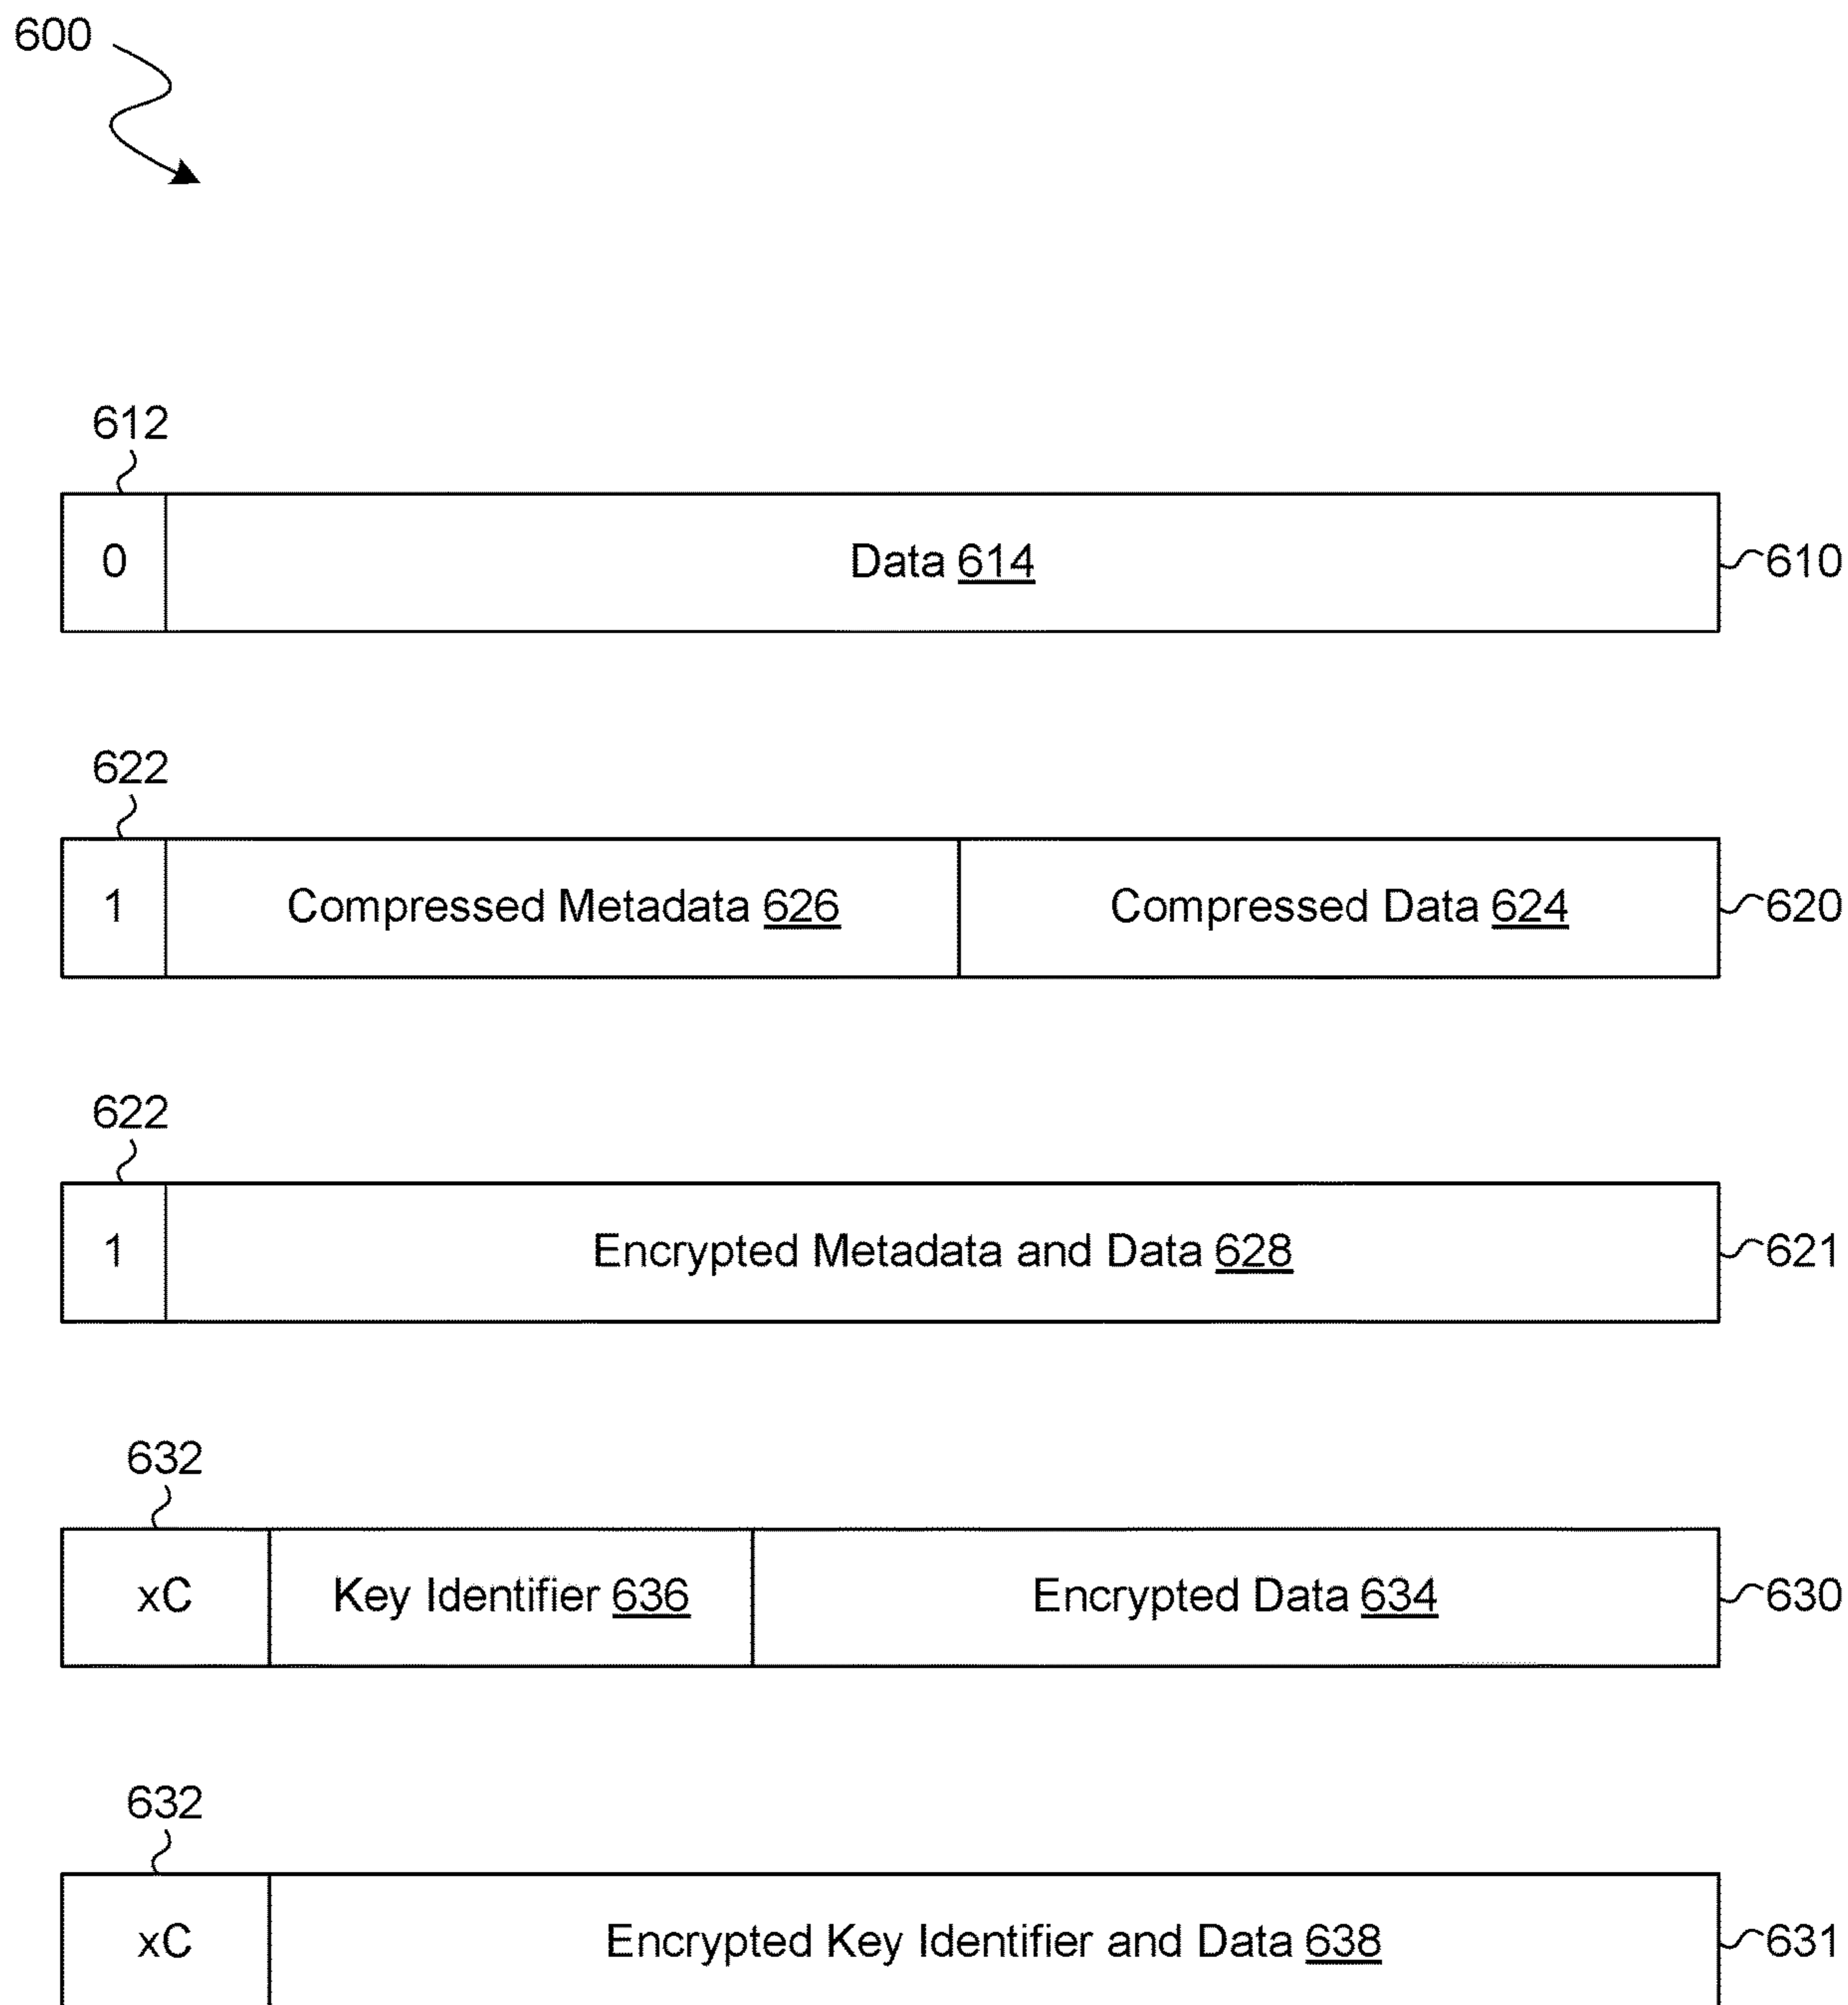 600
612
0 Data 614 610
622
1 Compressed Metadata 626 Compressed Data 624 620
622
1 Encrypted Metadata and Data 628 621
632
xC Key Identifier 636 Encrypted Data 634 630
632
xC Encrypted Key Identifier and Data 638 631